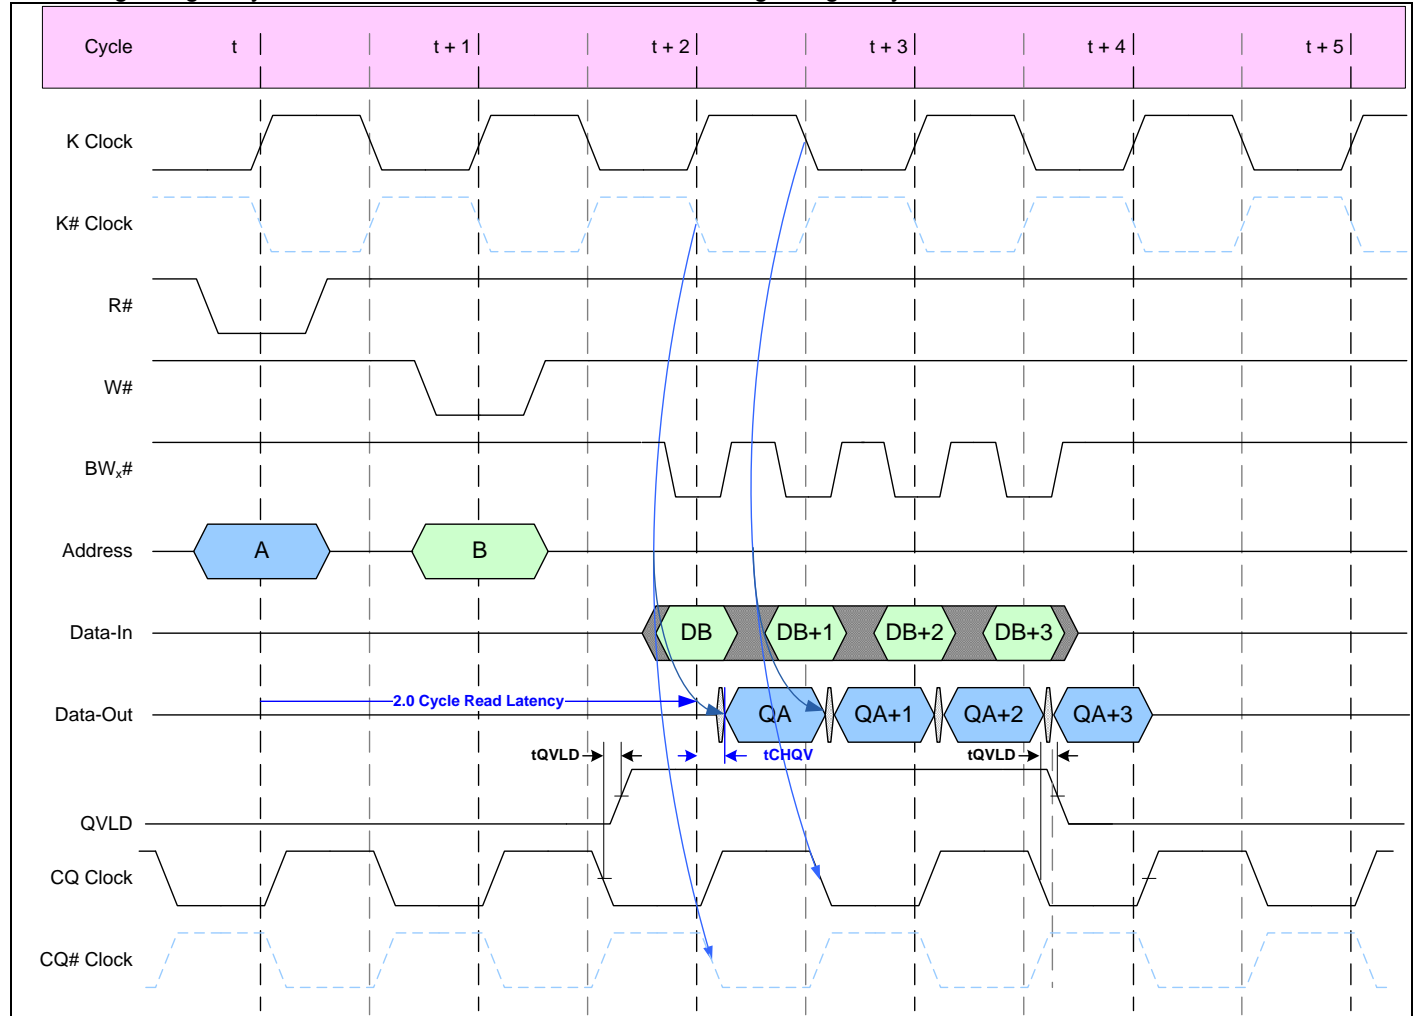 Cycle t t + 1 t + 2 t + 3 t + 4 t + 5
K Clock
K# Clock
R#
W#
BWx#
Address A B
Data-In DB DB+1 DB+2 DB+3
2.0 Cycle Read Latency
Data-Out QA QA+1 QA+2 QA+3
tQVLD tCHQV tQVLD
QVLD
CQ Clock
CQ# Clock